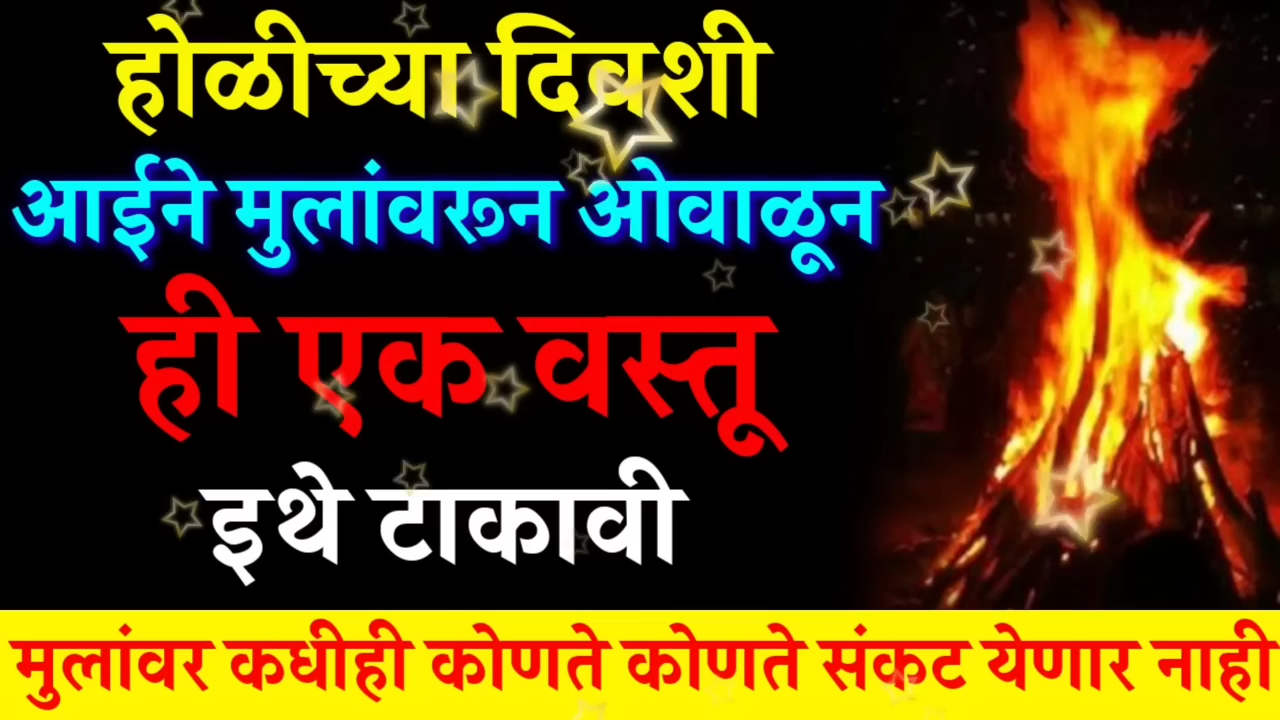 होळीच्या दिवशी
आईने मुलांवरून ओवाळून
ही एक वस्तू
इथे टाकावी
मुलांवर कधीही कोणते कोणते संकट येणार नाही